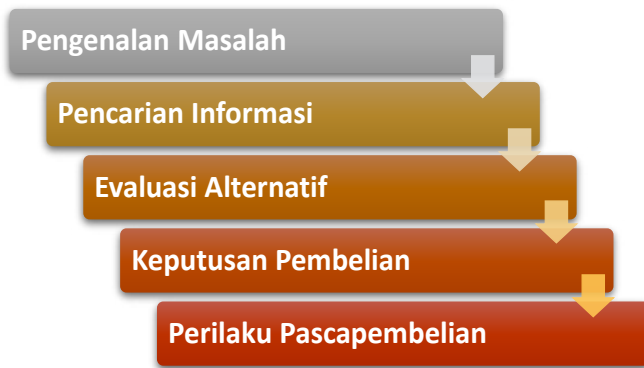 Pengenalan Masalah
Pencarian Informasi
Evaluasi Alternatif
Keputusan Pembelian
Perilaku Pascapembelian